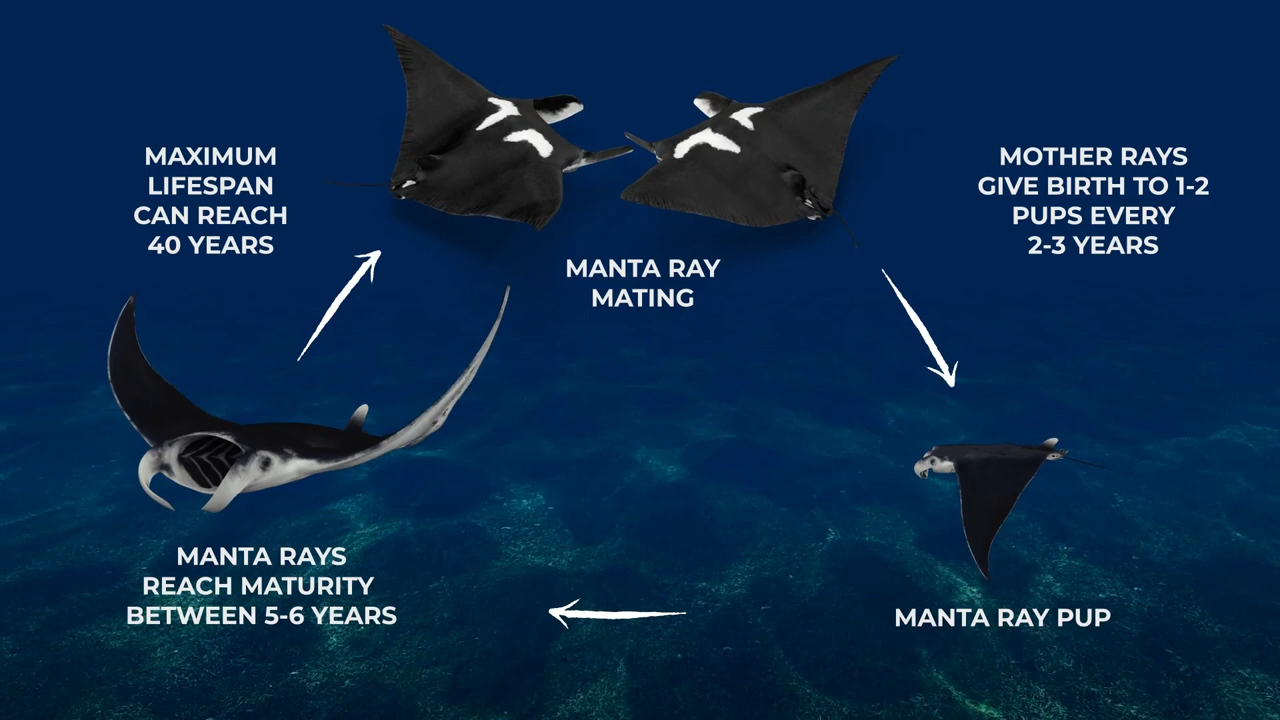 MAXIMUM
LIFESPAN
CAN REACH
40 YEARS
MANTA RAY
MATING
MOTHER RAYS
GIVE BIRTH TO 1-2
PUPS EVERY
2-3 YEARS
MANTA RAY PUP
MANTA RAYS
REACH MATURITY
BETWEEN 5-6 YEARS